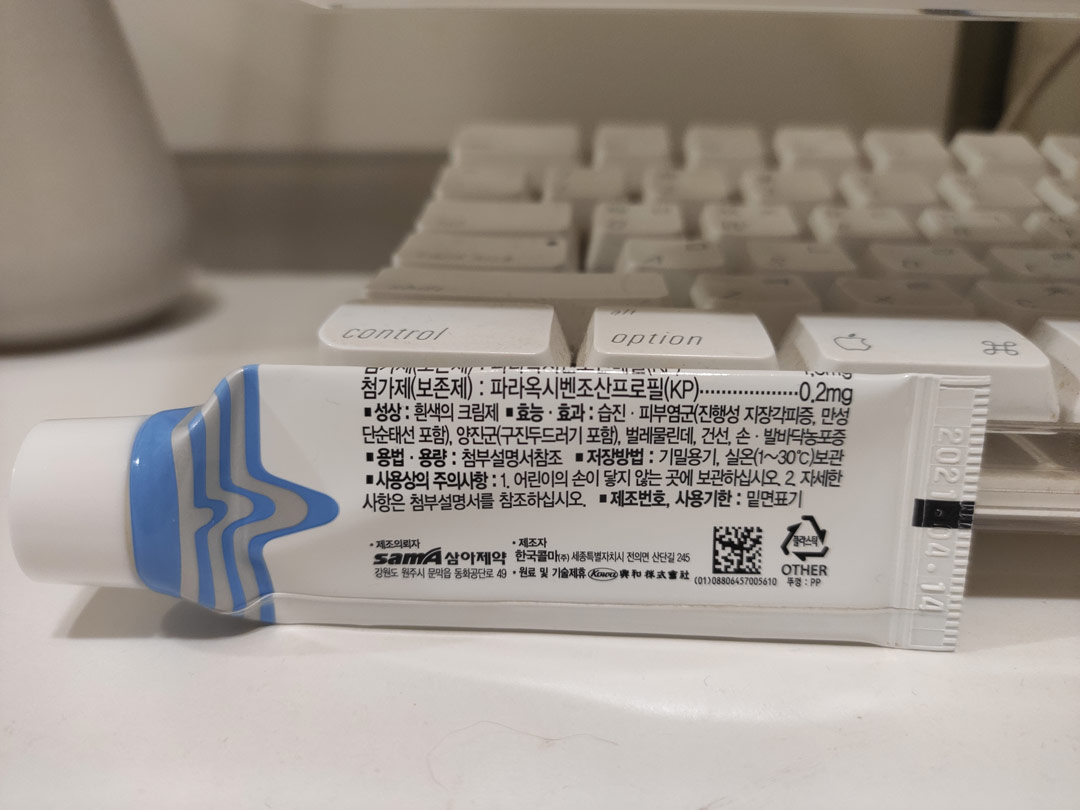 control
option
⌘
첨가제(보존제) : 파라옥시벤조산프로필(KP)..................0.2mg
■성상 : 흰색의 크림제 ■효능 · 효과 : 습진 · 피부염군(진행성 지장각피증, 만성
단순태선 포함), 양진군(구진두드러기 포함), 벌레물린데, 건선, 손 · 발바닥농포증
■용법 · 용량 : 첨부설명서참조 ■저장방법 : 기밀용기, 실온(1~30℃)보관
■사용상의 주의사항 : 1. 어린이의 손이 닿지 않는 곳에 보관하십시오. 2. 자세한
사항은 첨부설명서를 참조하십시오. ■제조번호, 사용기한 : 밑면표기
• 제조의뢰자
samA 삼아제약
강원도 원주시 문막읍 동화공단로 49
• 제조자
한국콜마(주) 세종특별자치시 전의면 산단길 245
• 원료 및 기술제휴 Kowa 興和株式会社
(01)08806457005610
플라스틱
OTHER
뚜껑 : PP
2021.04.14